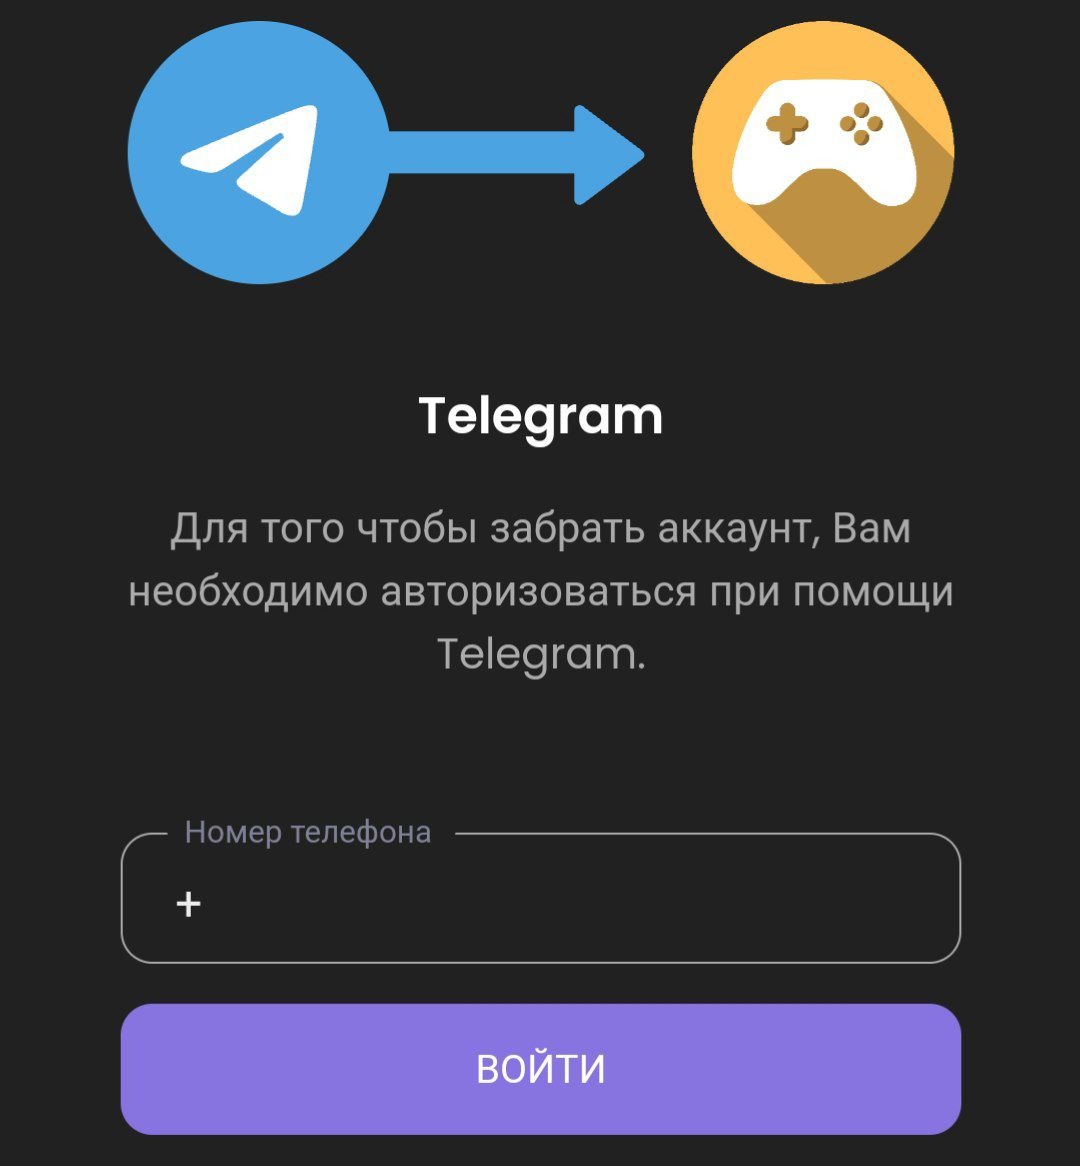 Telegram
Для того чтобы забрать аккаунт, Вам
необходимо авторизоваться при помощи
Telegram.
Номер телефона
+
ВОЙТИ